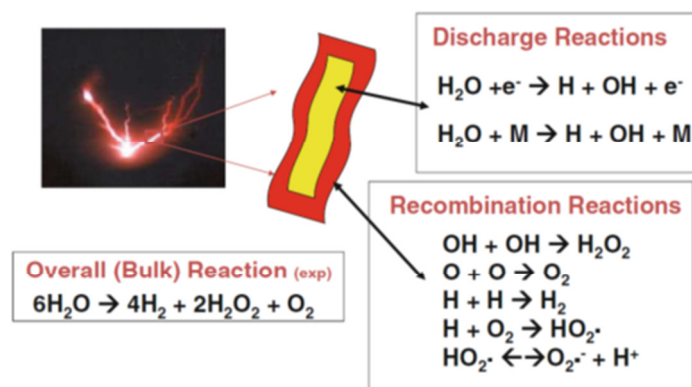 Discharge Reactions
H₂O +e⁻ → H + OH + e⁻
H₂O + M → H + OH + M
Recombination Reactions
OH + OH → H₂O₂
O + O → O₂
H + H → H₂
H + O₂ → HO₂•
HO₂• ←→O₂•⁻ + H⁺
Overall (Bulk) Reaction (exp)
6H₂O → 4H₂ + 2H₂O₂ + O₂